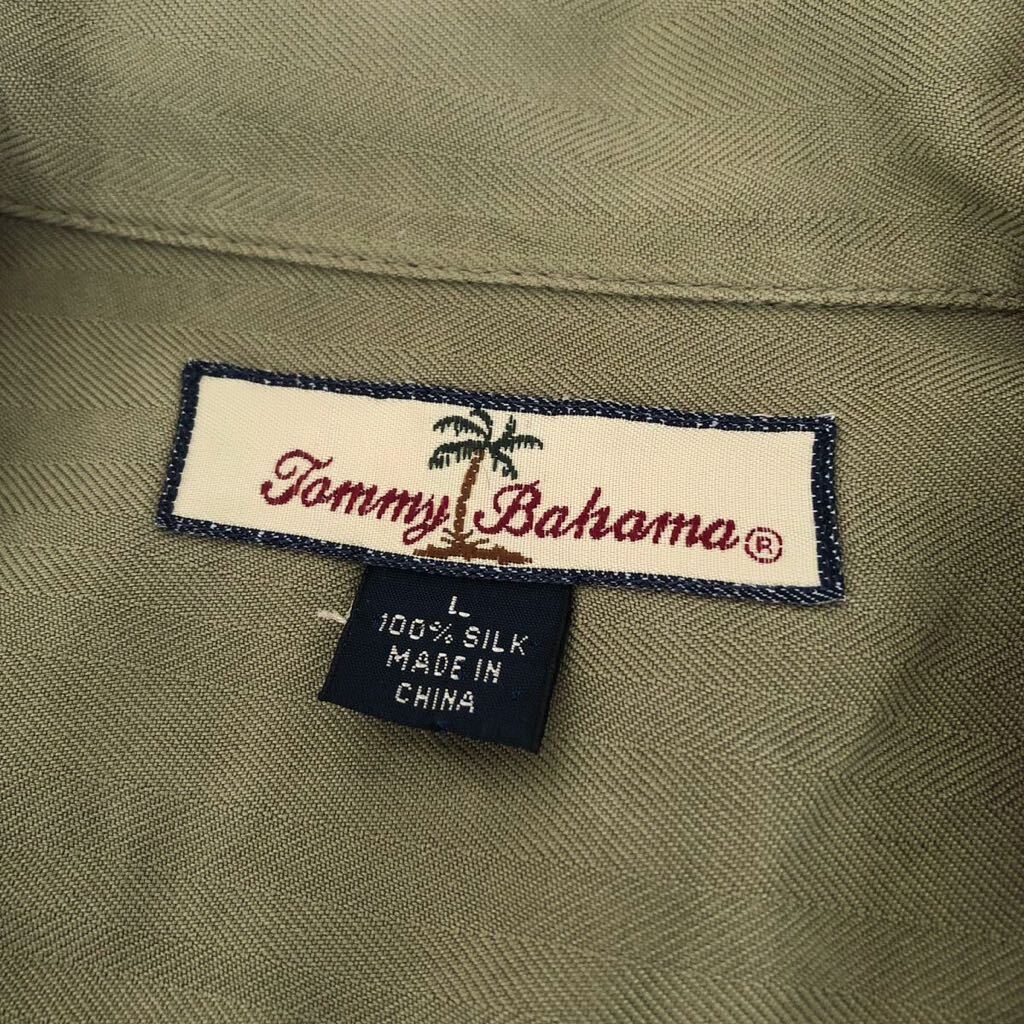 Tommy Bahama®
L
100% SILK
MADE IN
CHINA